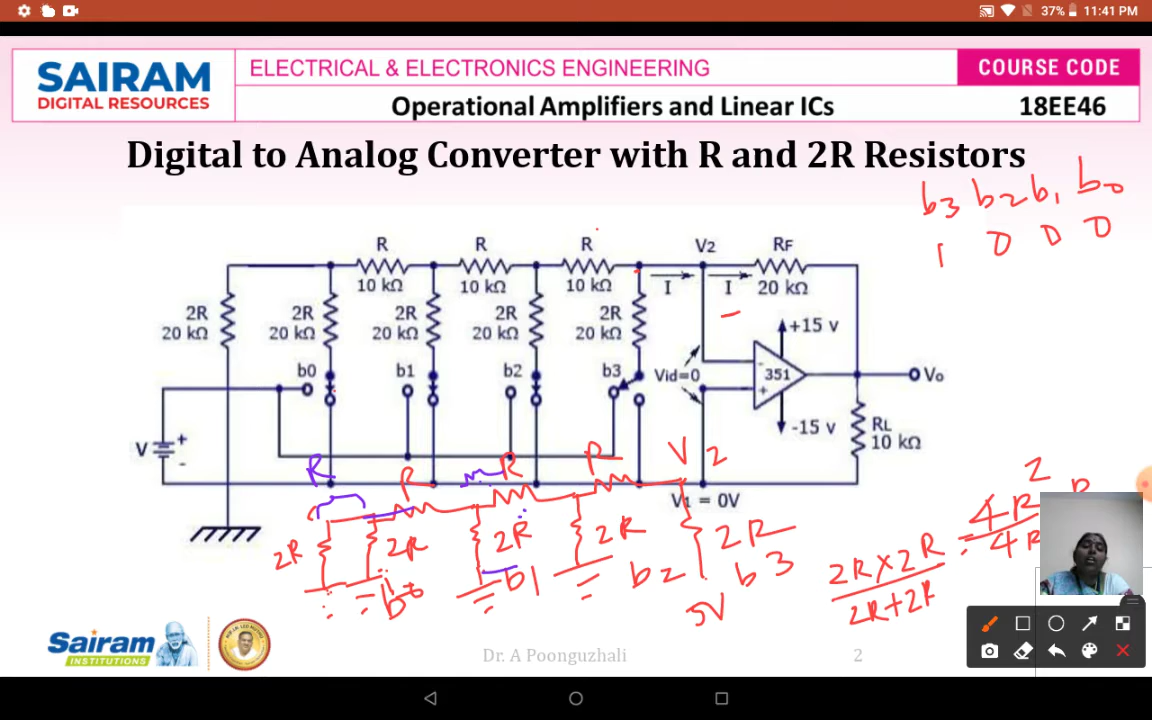 37% 11:41 PM
SAIRAM
DIGITAL RESOURCES
ELECTRICAL & ELECTRONICS ENGINEERING
COURSE CODE
Operational Amplifiers and Linear ICs
18EE46
Digital to Analog Converter with R and 2R Resistors
b3 b2 b1 b0
1 0 0 0
R R R V2 RF
10 kΩ 10 kΩ 10 kΩ I I 20 kΩ
2R 2R 2R 2R 2R +15 v
20 kΩ 20 kΩ 20 kΩ 20 kΩ 20 kΩ
b0 b1 b2 b3 Vid=0 - 351 Vo
+
V + - -15 v RL
10 kΩ
R R R R V2
V1 = 0V
2R 2R 2R 2R 2R
b0 b1 b2 b3
5V
2R×2R
2R+2R
=
Sairam
INSTITUTIONS
Dr. A Poonguzhali
2